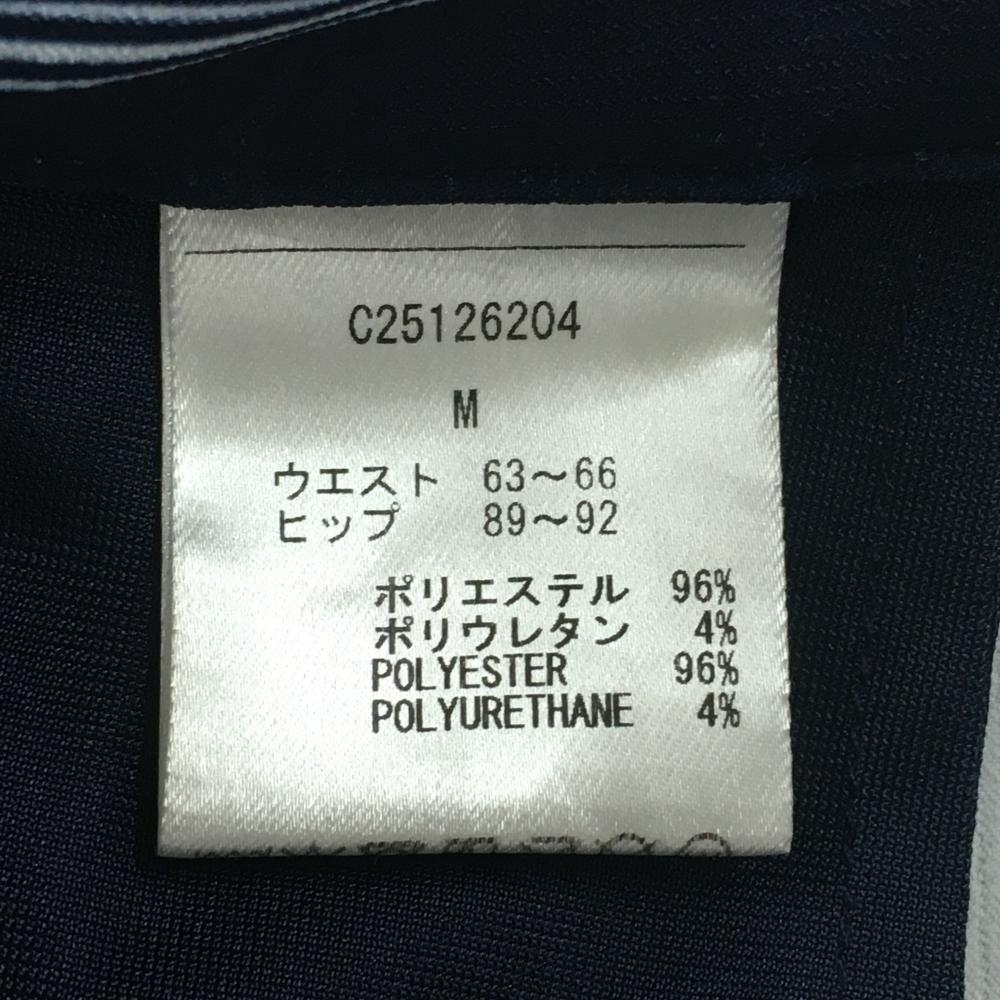 C25126204
M
ウエスト 63～66
ヒップ 89～92
ポリエステル 96%
ポリウレタン 4%
POLYESTER 96%
POLYURETHANE 4%